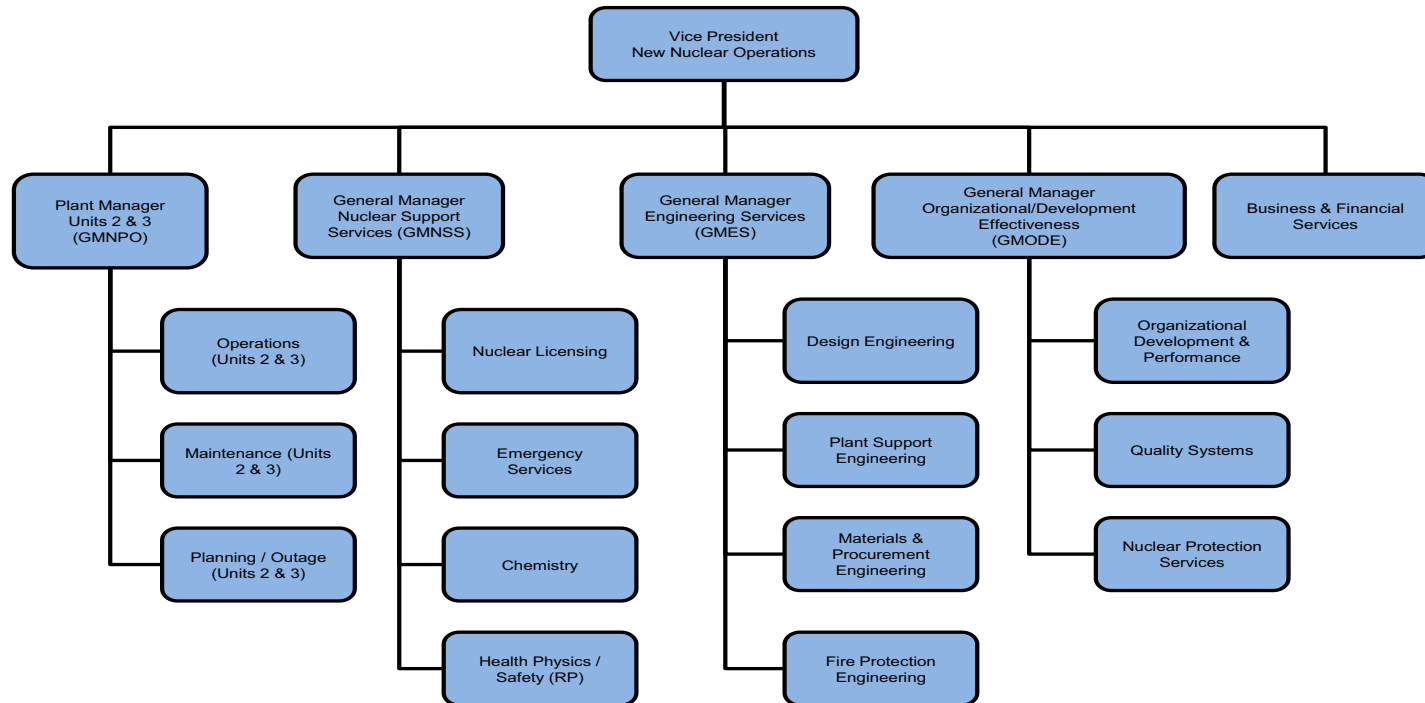 Vice President
New Nuclear Operations
Plant Manager
Units 2 & 3
(GMNPO)
General Manager
Nuclear Support
Services (GMNSS)
General Manager
Engineering Services
(GMES)
General Manager
Organizational/Development
Effectiveness
(GMODE)
Business & Financial
Services
Operations
(Units 2 & 3)
Maintenance (Units
2 & 3)
Planning / Outage
(Units 2 & 3)
Nuclear Licensing
Emergency
Services
Chemistry
Health Physics /
Safety (RP)
Design Engineering
Plant Support
Engineering
Materials &
Procurement
Engineering
Fire Protection
Engineering
Organizational
Development &
Performance
Quality Systems
Nuclear Protection
Services